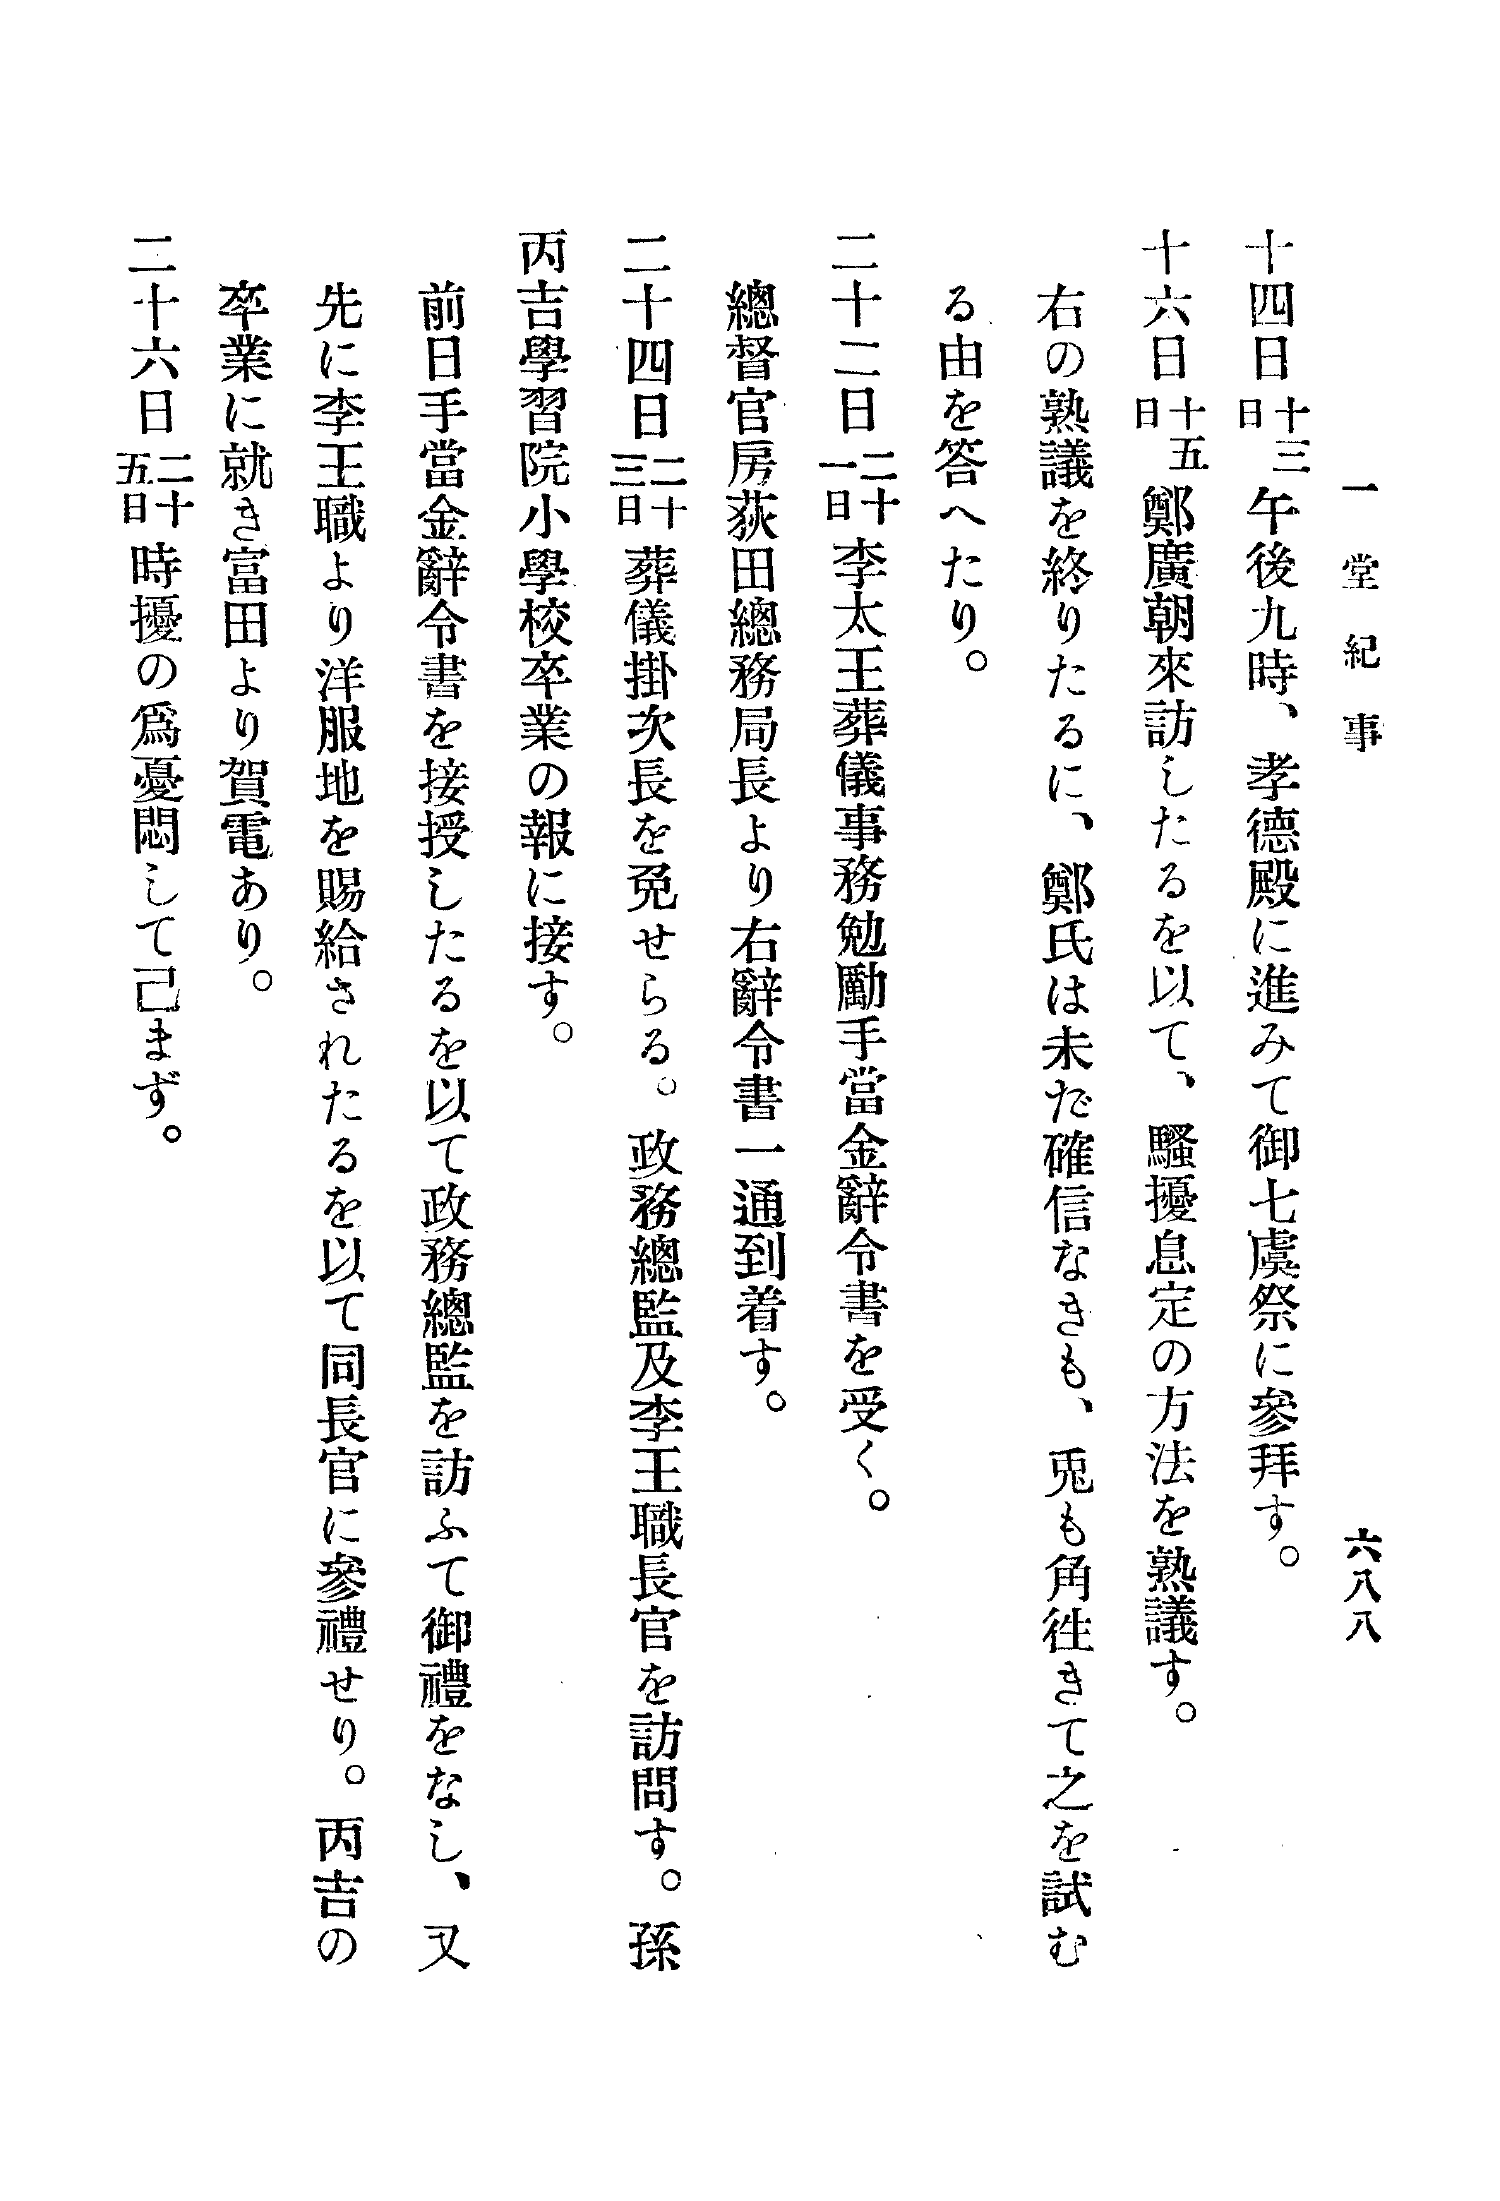 一堂紀事 六八八
十四日十三日午後九時、孝德殿に進みて御七虞祭に參拜す。
十六日十五日鄭廣朝來訪したるを以て、騷擾息定の方法を熟議す。
右の熟議を終りたるに、鄭氏は未だ確信なきも、兎も角徃きて之を試む
る由を答へたり。
二十二日二十一日李太王葬儀事務勉勵手當金辭令書を受く。
總督官房荻田總務局長より右辭令書一通到着す。
二十四日二十三日葬儀掛次長を免せらる。政務總監及李王職長官を訪問す。孫
丙吉學習院小學校卒業の報に接す。
前日手當金辭令書を接授したるを以て政務總監を訪ふて御禮をなし、又
先に李王職より洋服地を賜給されたるを以て同長官に參禮せり。丙吉の
卒業に就き富田より賀電あり。
二十六日二十五日時擾の爲憂悶して己まず。